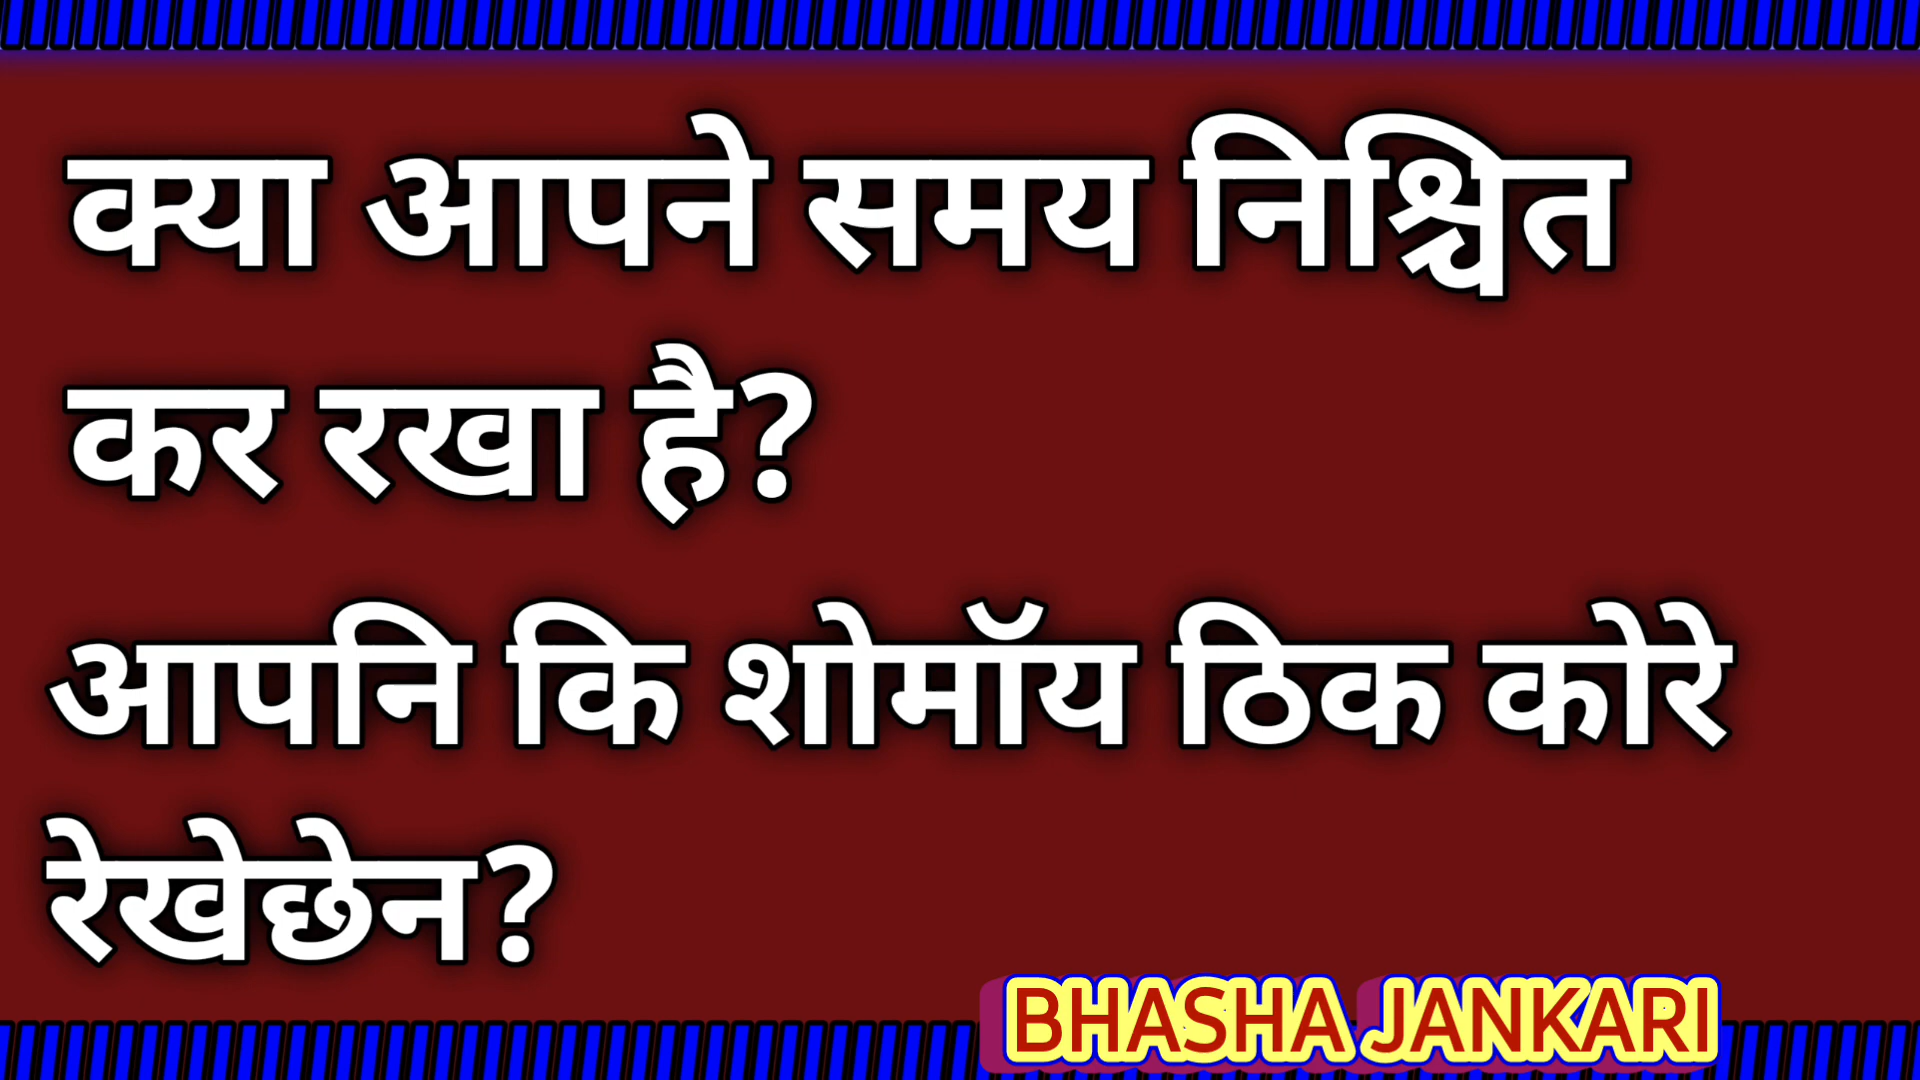 क्या आपने समय निश्चित
कर रखा है?
आपनि कि शोमॉय ठिक कोरे
रेखेछेन?
BHASHA JANKARI